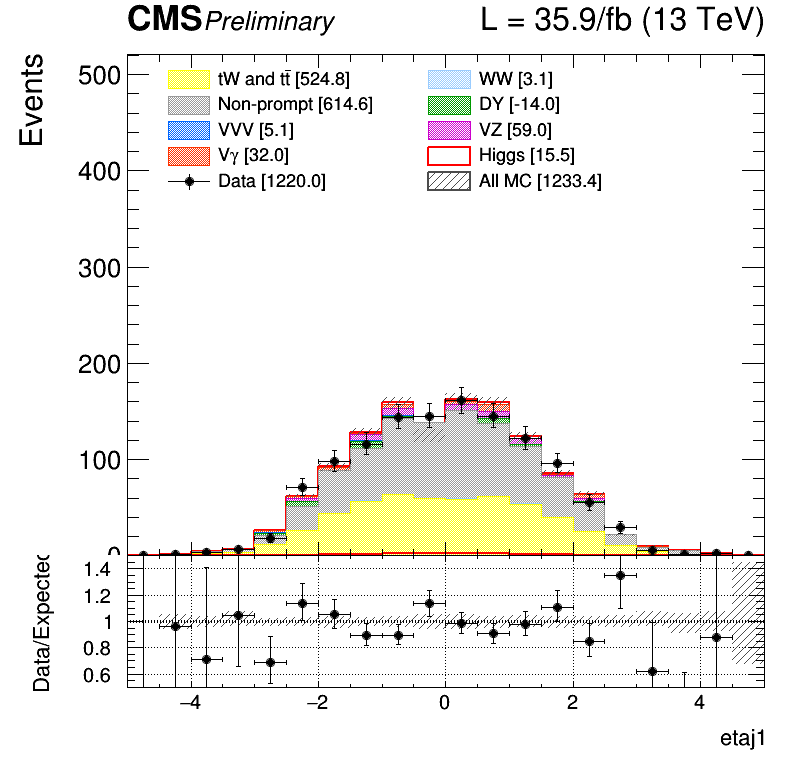 CMS Preliminary L = 35.9/fb (13 TeV)
Events
500
400
300
200
100
0
tW and tt̄ [524.8]
Non-prompt [614.6]
VVV [5.1]
Vγ [32.0]
Data [1220.0]
WW [3.1]
DY [-14.0]
VZ [59.0]
Higgs [15.5]
All MC [1233.4]
Data/Expected
1.4
1.2
1
0.8
0.6
−4 −2 0 2 4
etaj1